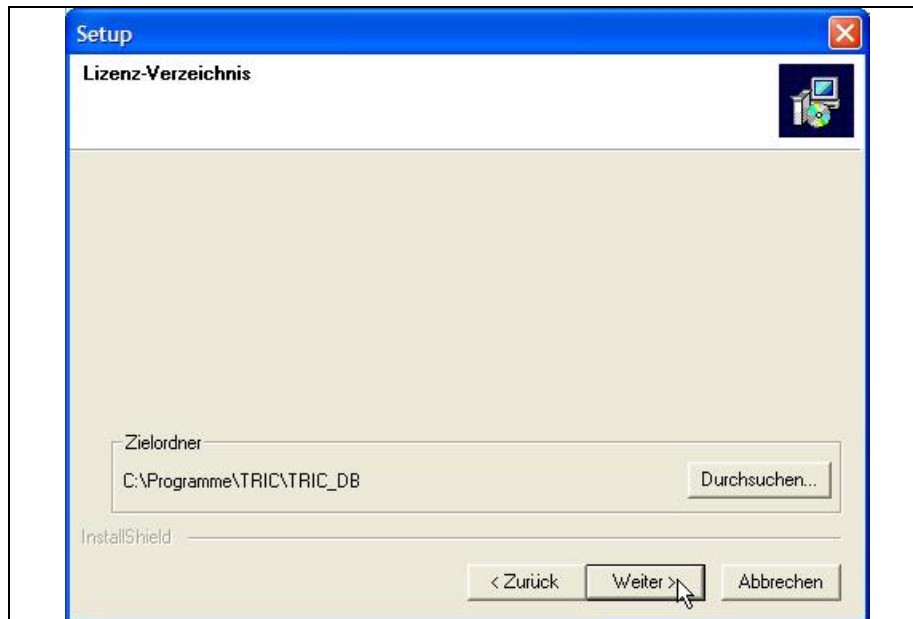 Setup
Lizenz-Verzeichnis
Zielordner
C:\Programme\TRIC\TRIC_DB
Durchsuchen...
InstallShield
< Zurück
Weiter >
Abbrechen